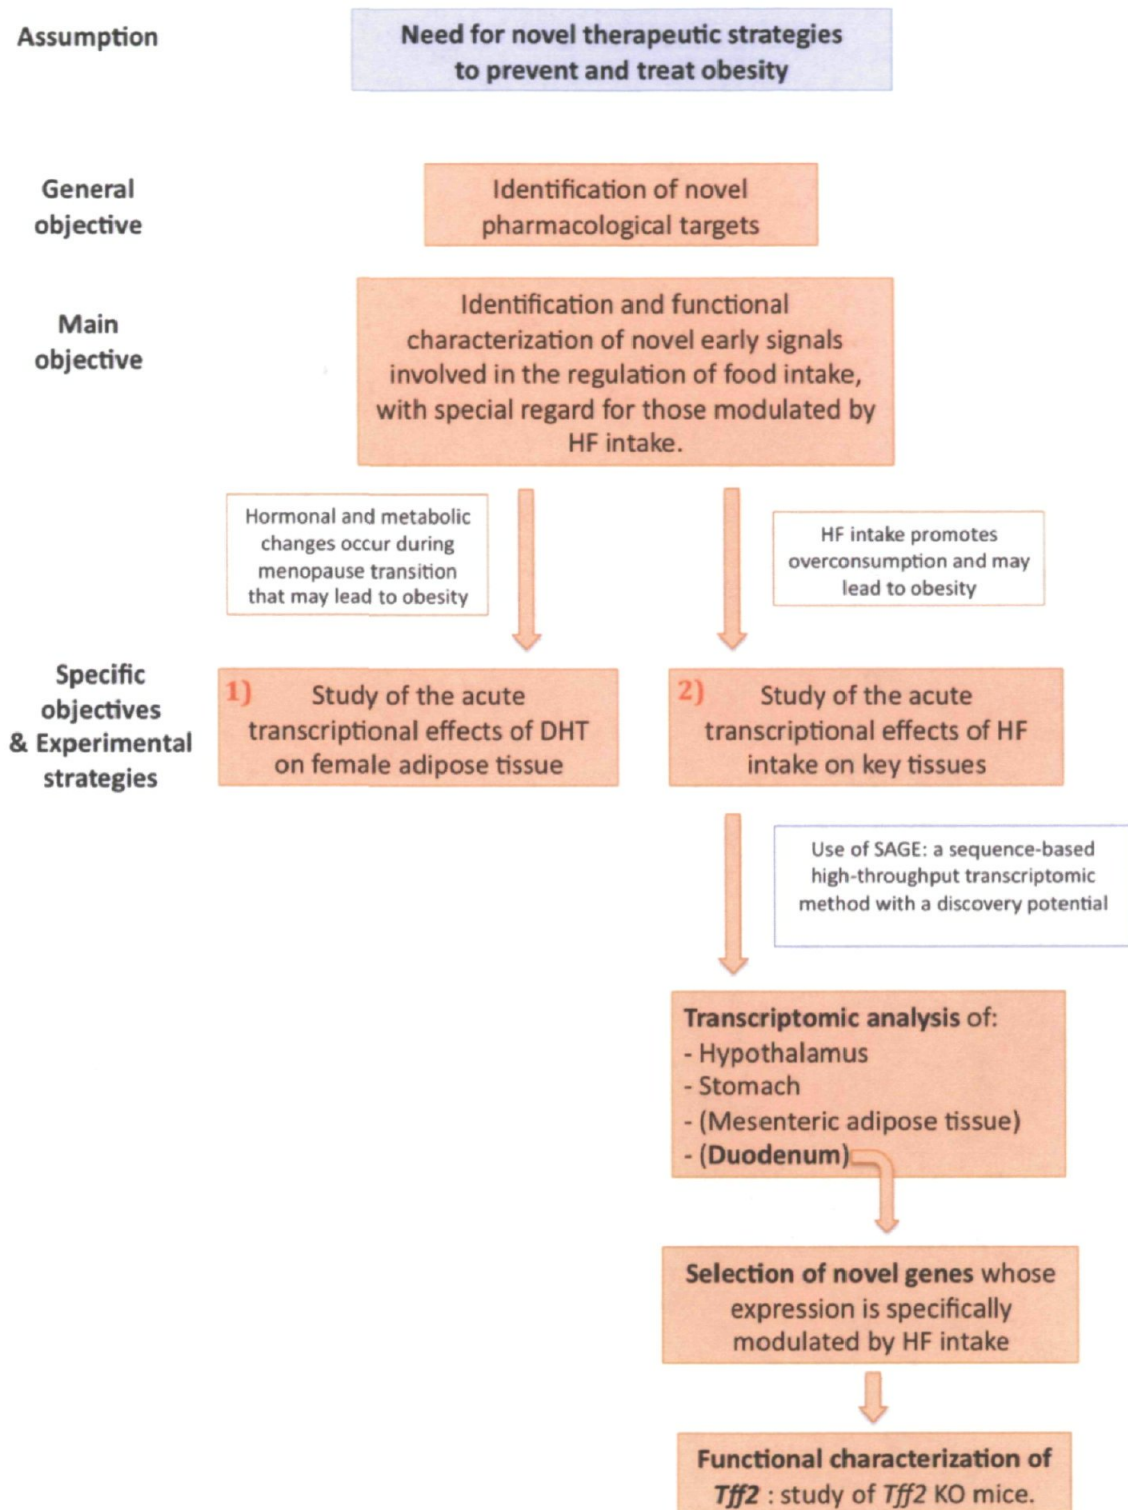 Assumption
Need for novel therapeutic strategies
to prevent and treat obesity
General
objective
Identification of novel
pharmacological targets
Main
objective
Identification and functional
characterization of novel early signals
involved in the regulation of food intake,
with special regard for those modulated by
HF intake.
Hormonal and metabolic
changes occur during
menopause transition
that may lead to obesity
HF intake promotes
overconsumption and may
lead to obesity
Specific
objectives
& Experimental
strategies
1) Study of the acute
transcriptional effects of DHT
on female adipose tissue
2) Study of the acute
transcriptional effects of HF
intake on key tissues
Use of SAGE: a sequence-based
high-throughput transcriptomic
method with a discovery potential
Transcriptomic analysis of:
- Hypothalamus
- Stomach
- (Mesenteric adipose tissue)
- (Duodenum)
Selection of novel genes whose
expression is specifically
modulated by HF intake
Functional characterization of
Tff2 : study of Tff2 KO mice.